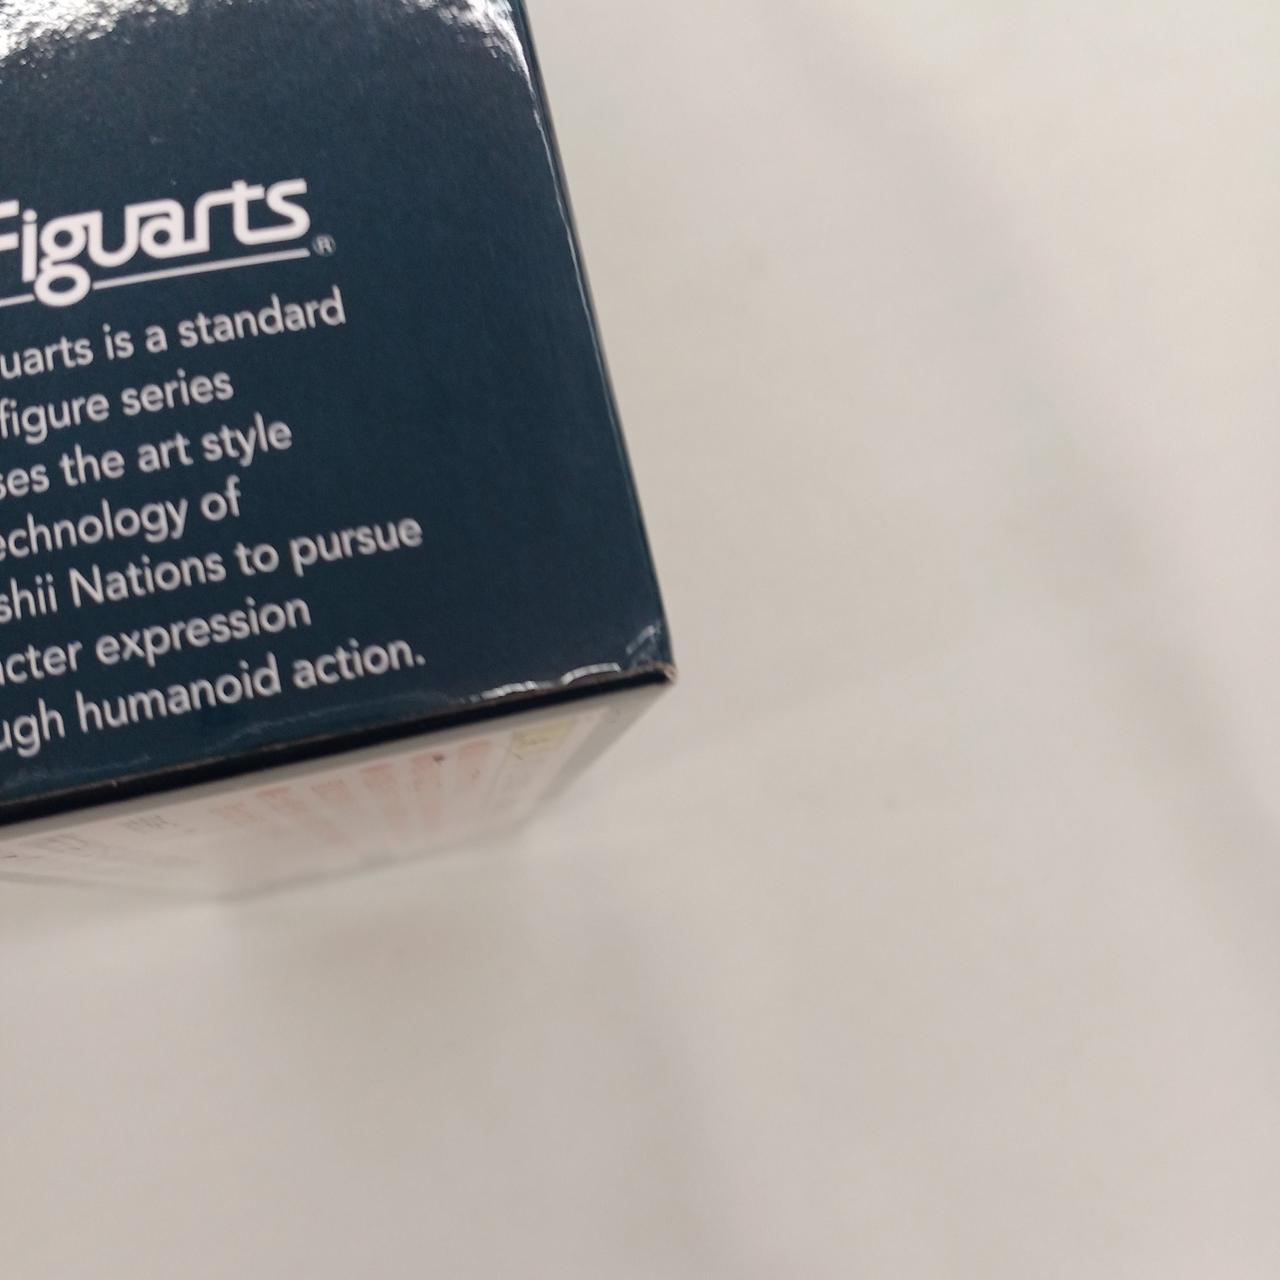 Figuarts®
uarts is a standard
figure series
ses the art style
echnology of
shii Nations to pursue
acter expression
ugh humanoid action.